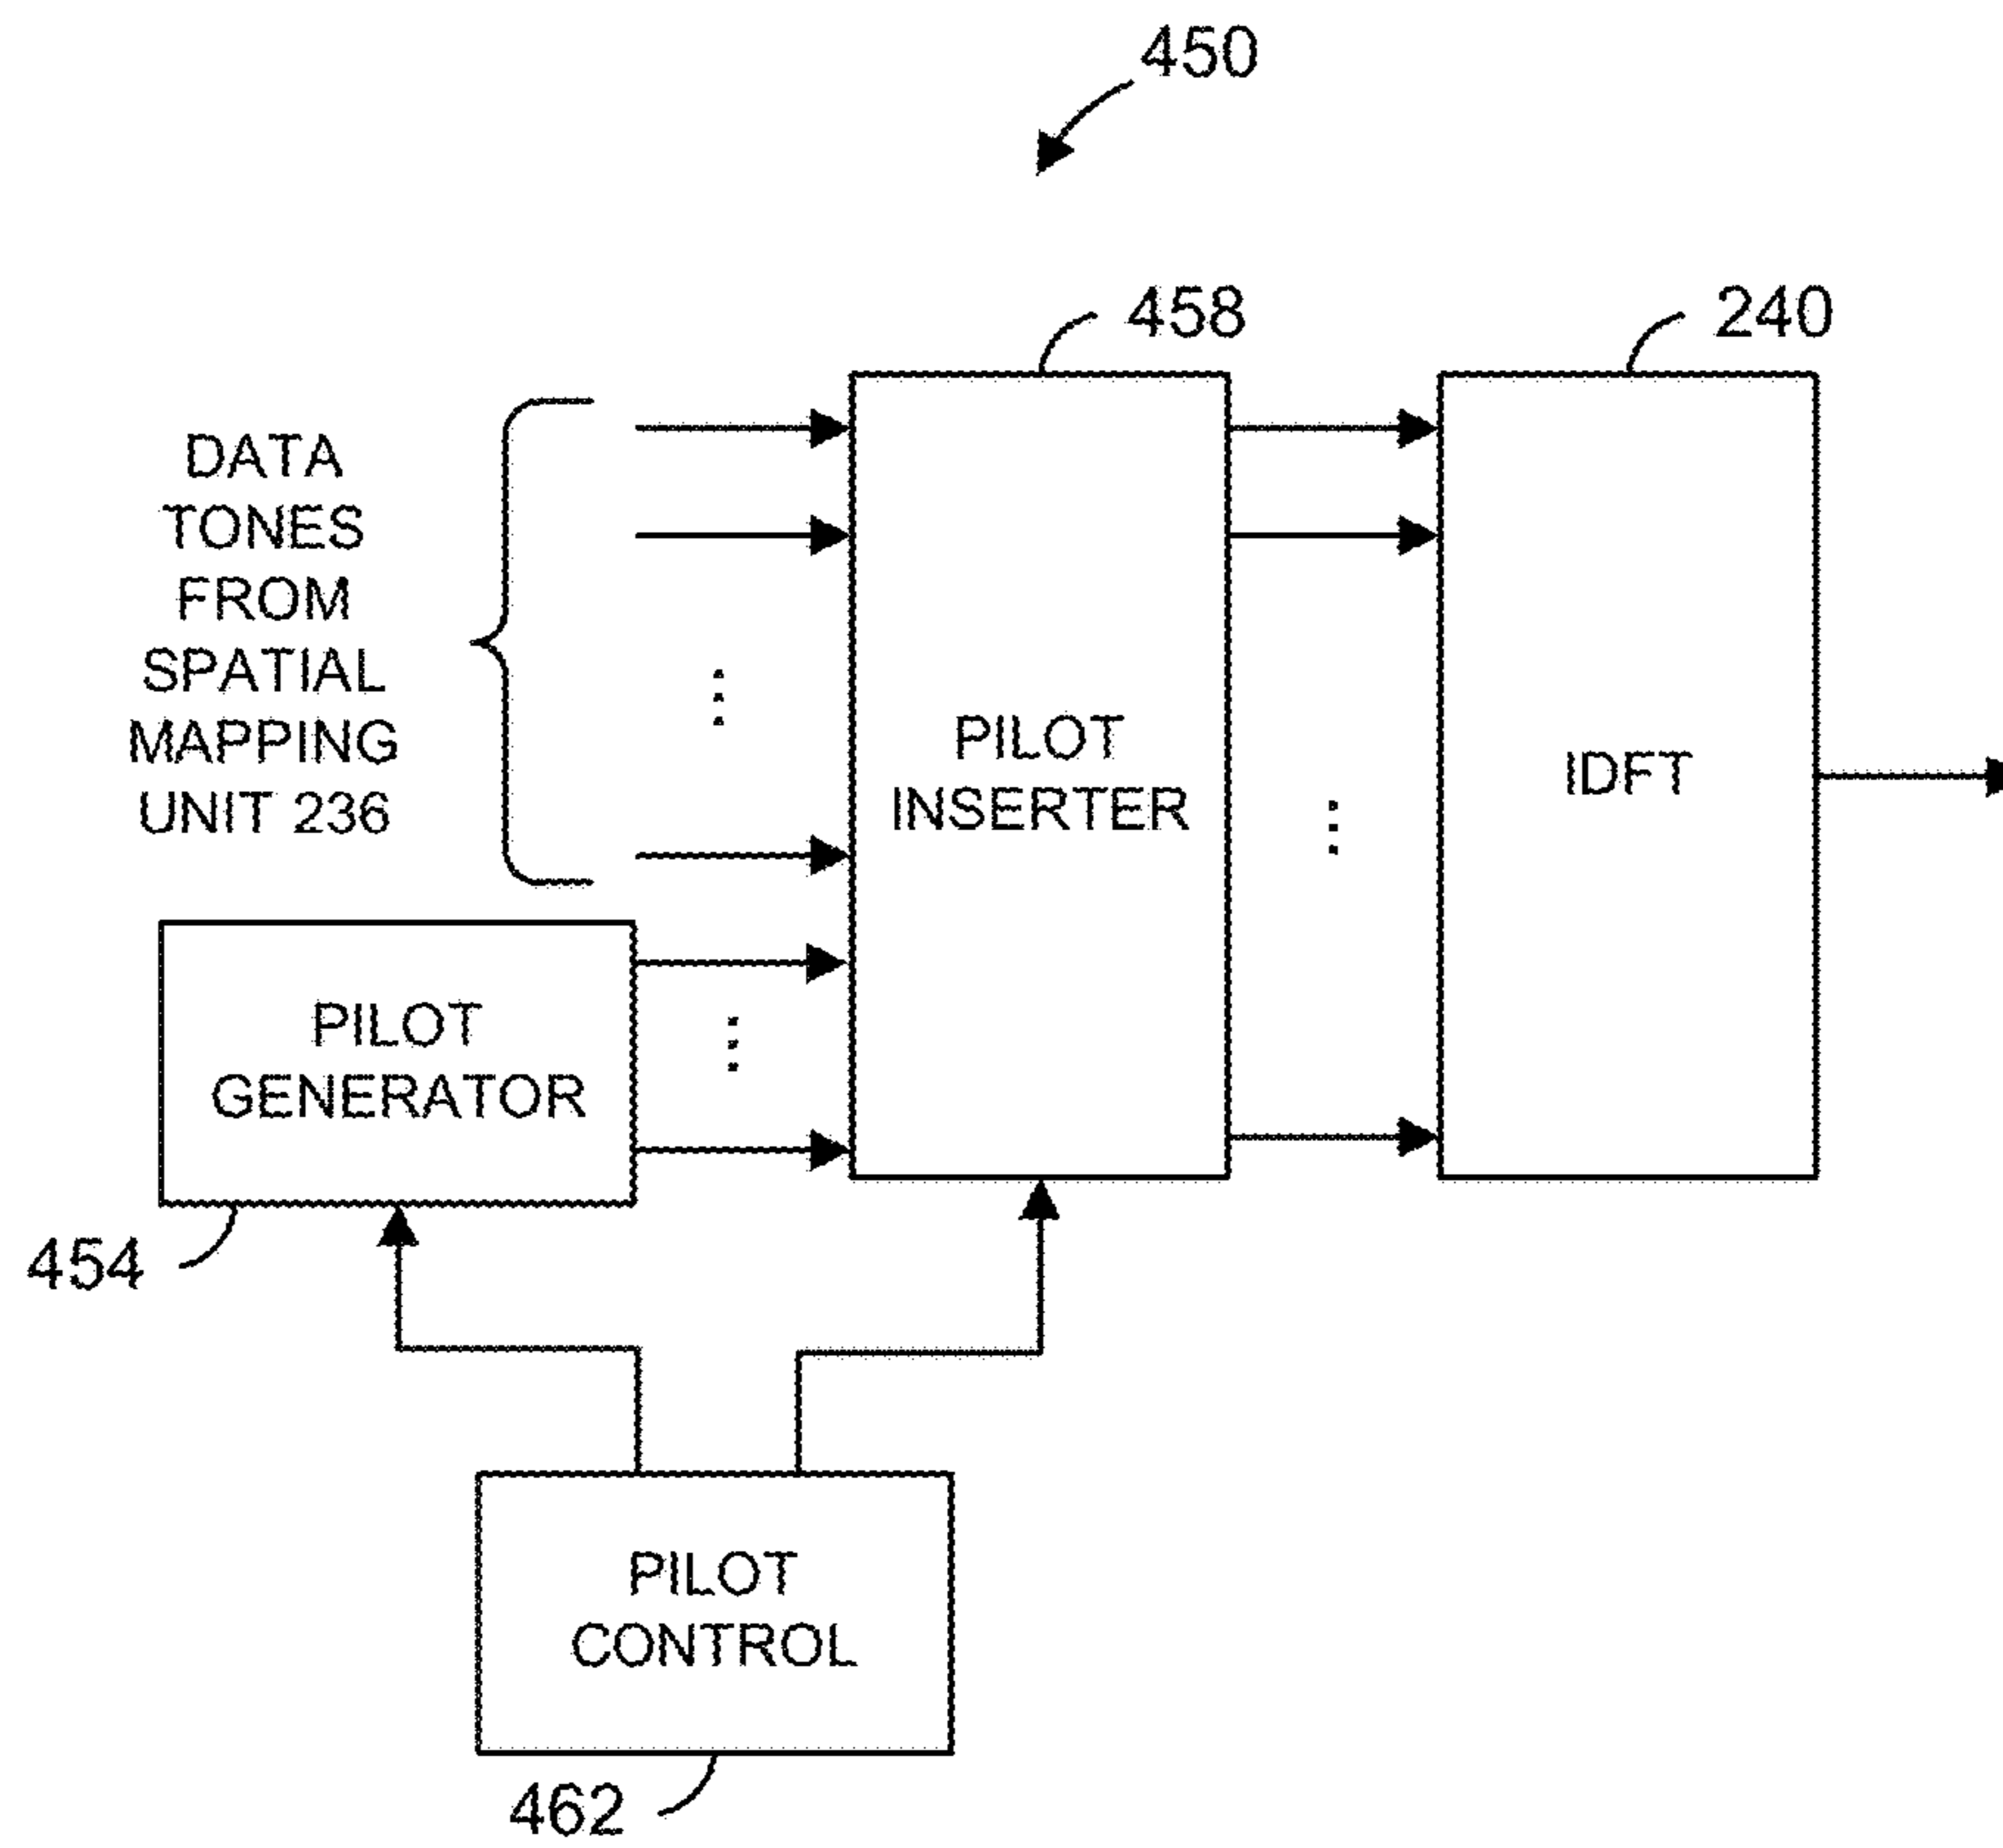 450
458
240
DATA
TONES
FROM
SPATIAL
MAPPING
UNIT 236
PILOT
INSERTER
IDFT
PILOT
GENERATOR
454
PILOT
CONTROL
462